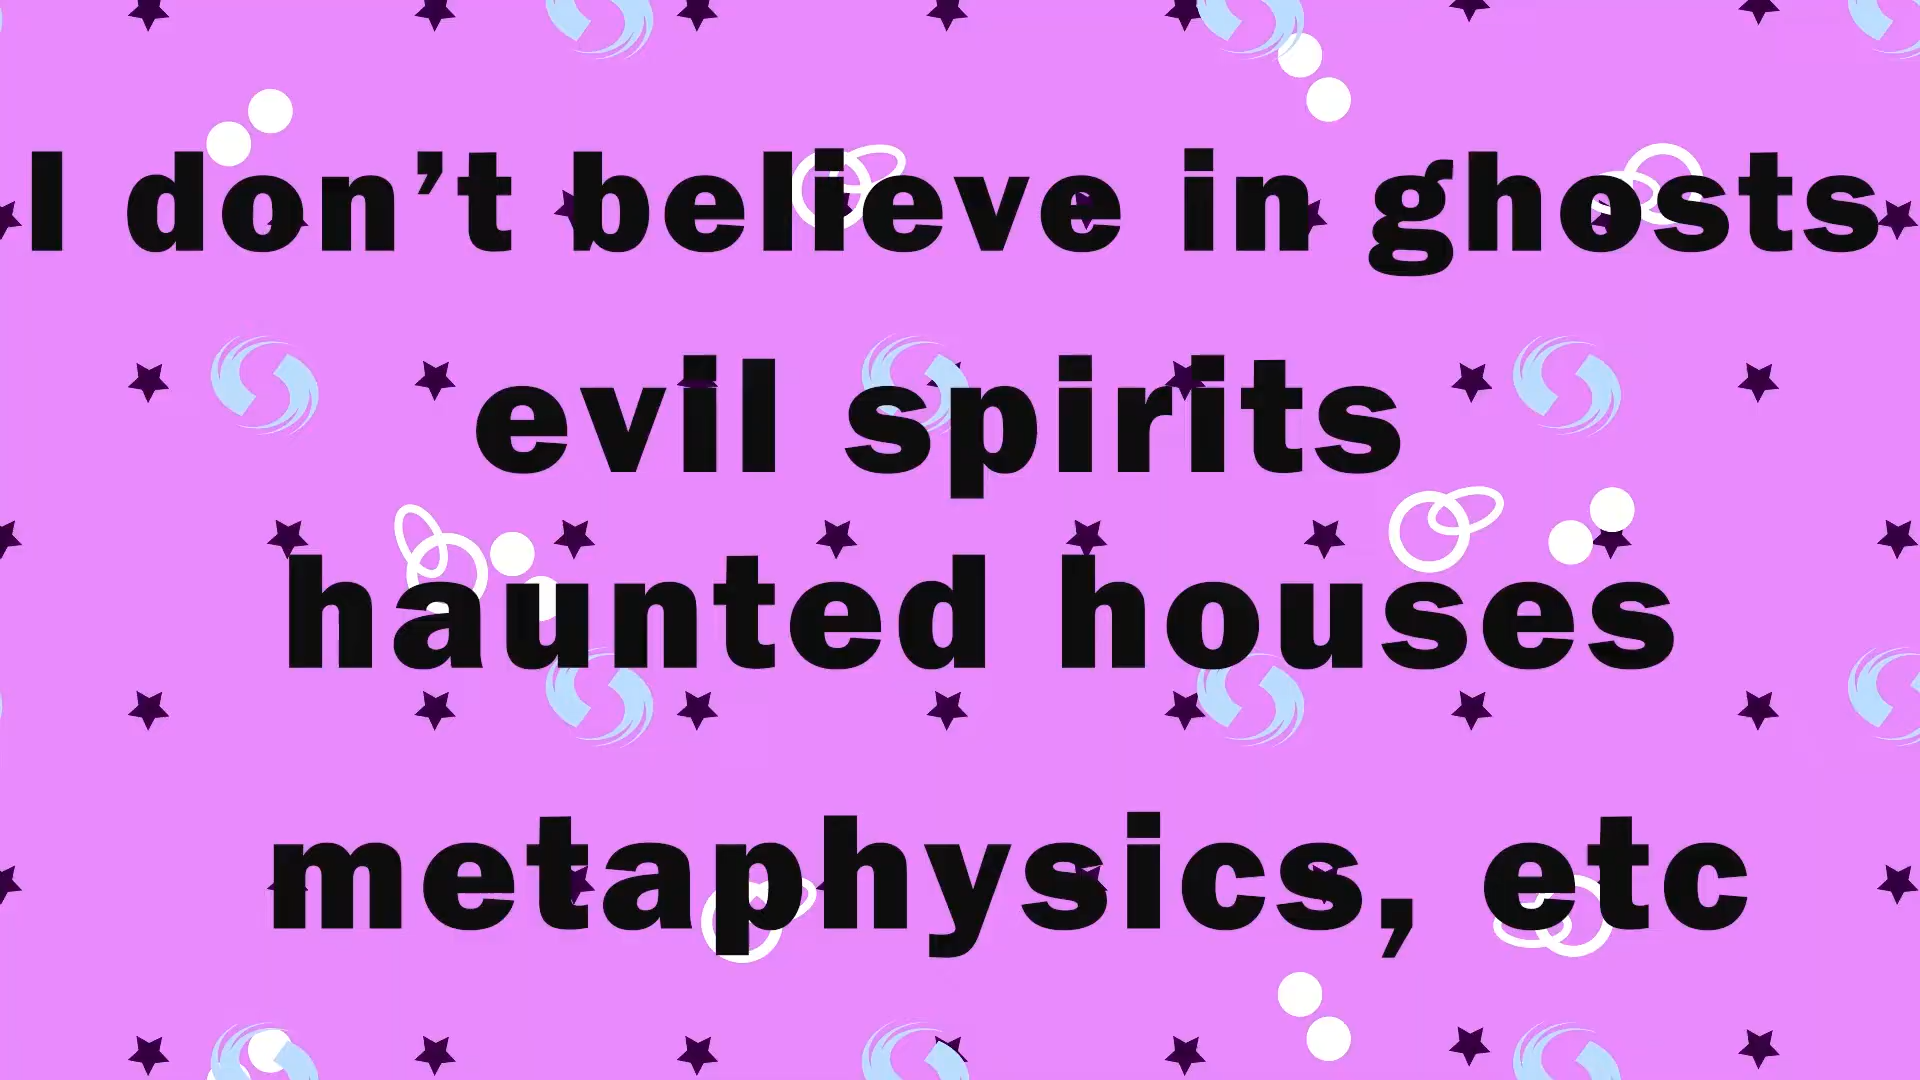 I don’t believe in ghosts
evil spirits
haunted houses
metaphysics, etc